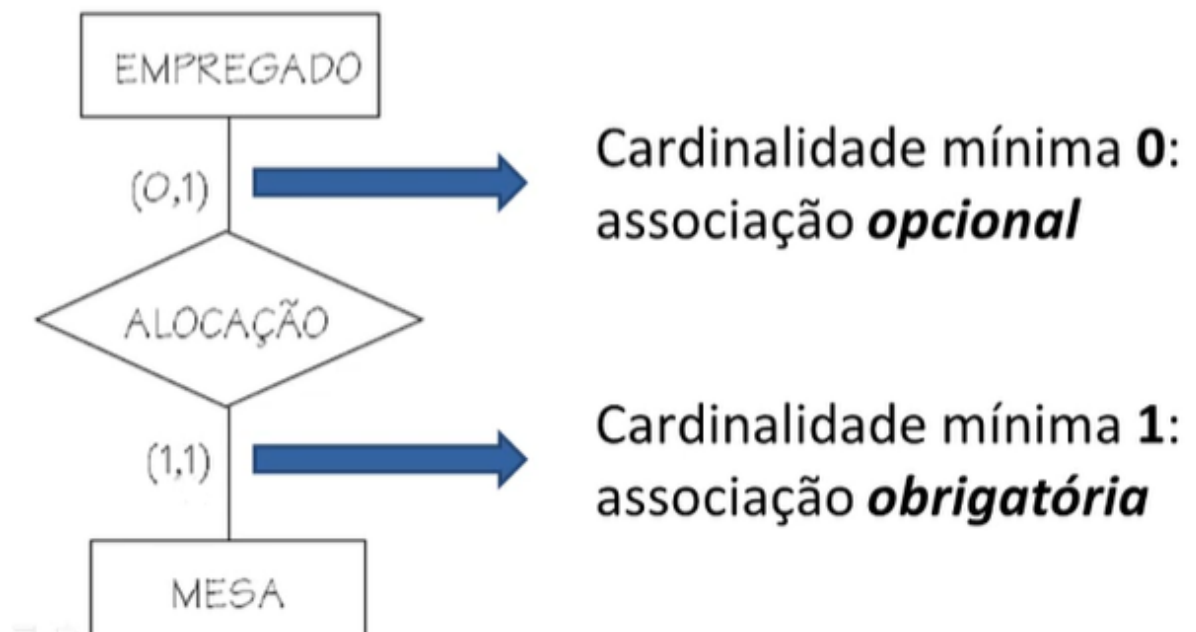 EMPREGADO
(0,1)
Cardinalidade mínima 0:
associação opcional
ALOCAÇÃO
(1,1)
Cardinalidade mínima 1:
associação obrigatória
MESA